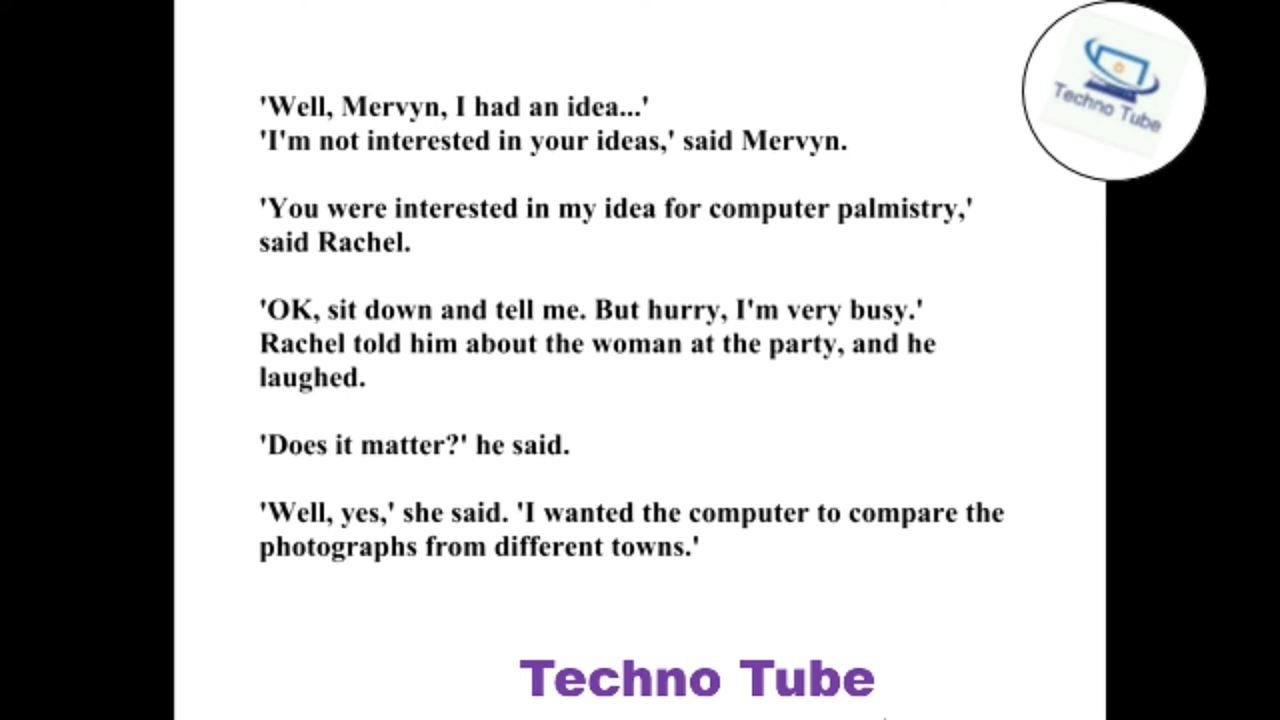 Techno Tube
'Well, Mervyn, I had an idea...'
'I'm not interested in your ideas,' said Mervyn.
'You were interested in my idea for computer palmistry,'
said Rachel.
'OK, sit down and tell me. But hurry, I'm very busy.'
Rachel told him about the woman at the party, and he
laughed.
'Does it matter?' he said.
'Well, yes,' she said. 'I wanted the computer to compare the
photographs from different towns.'
Techno Tube